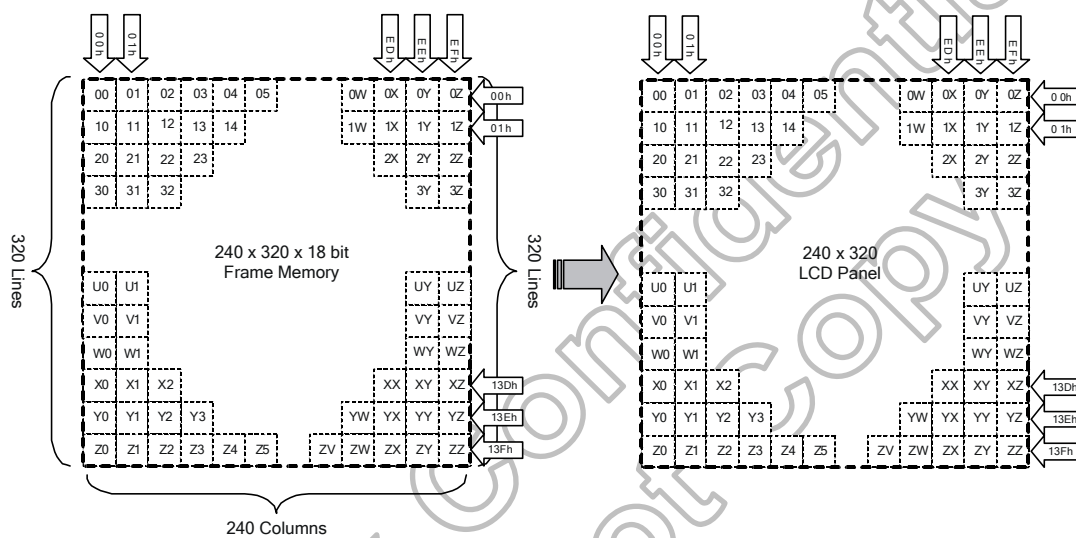 00h 01h EDh EEh EFh 00h 01h EDh EEh EFh
00 01 02 03 04 05 0W 0X 0Y 0Z 00h 00 01 02 03 04 05 0W 0X 0Y 0Z 00h
10 11 12 13 14 1W 1X 1Y 1Z 01h 10 11 12 13 14 1W 1X 1Y 1Z 01h
20 21 22 23 2X 2Y 2Z 20 21 22 23 2X 2Y 2Z
30 31 32 3Y 3Z 30 31 32 3Y 3Z
320 Lines
240 x 320 x 18 bit
Frame Memory
320 Lines
240 x 320
LCD Panel
U0 U1 UY UZ U0 U1 UY UZ
V0 V1 VY VZ V0 V1 VY VZ
W0 W1 WY WZ W0 W1 WY WZ
X0 X1 X2 XX XY XZ 13Dh X0 X1 X2 XX XY XZ 13Dh
Y0 Y1 Y2 Y3 YW YX YY YZ 13Eh Y0 Y1 Y2 Y3 YW YX YY YZ 13Eh
Z0 Z1 Z2 Z3 Z4 Z5 ZV ZW ZX ZY ZZ 13Fh Z0 Z1 Z2 Z3 Z4 Z5 ZV ZW ZX ZY ZZ 13Fh
240 Columns
Confidenti
ot Copy